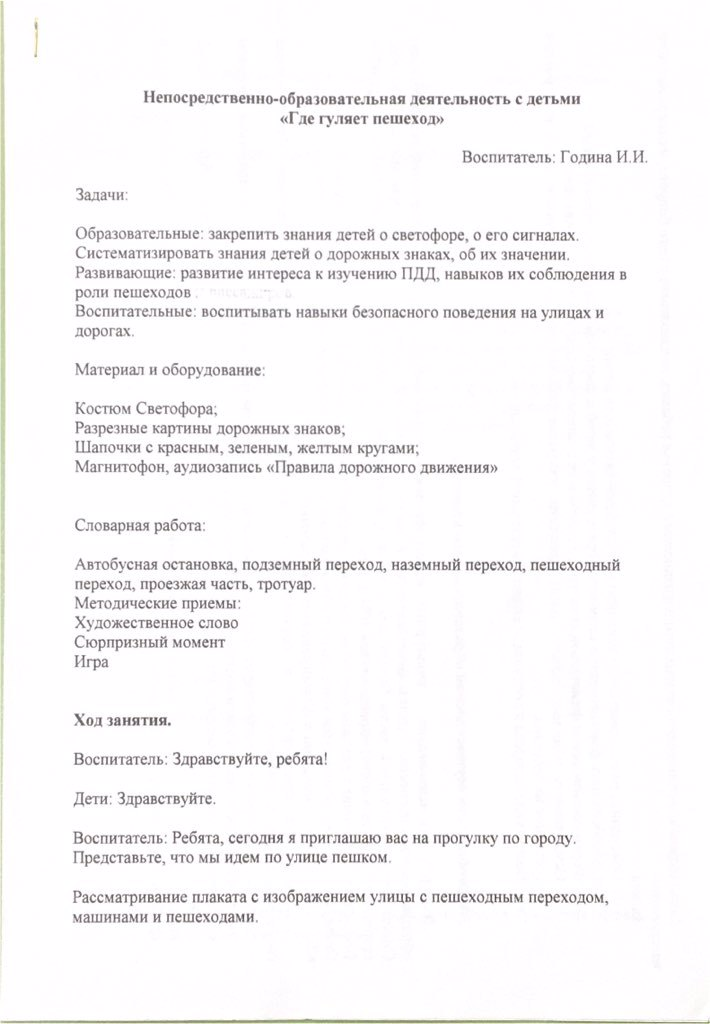 Непосредственно-образовательная деятельность с детьми
«Где гуляет пешеход»
Воспитатель: Година И.И.
Задачи:
Образовательные: закрепить знания детей о светофоре, о его сигналах.
Систематизировать знания детей о дорожных знаках, об их значении.
Развивающие: развитие интереса к изучению ПДД, навыков их соблюдения в
роли пешеходов
Воспитательные: воспитывать навыки безопасного поведения на улицах и
дорогах.
Материал и оборудование:
Костюм Светофора;
Разрезные картины дорожных знаков;
Шапочки с красным, зеленым, желтым кругами;
Магнитофон, аудиозапись «Правила дорожного движения»
Словарная работа:
Автобусная остановка, подземный переход, наземный переход, пешеходный
переход, проезжая часть, тротуар.
Методические приемы:
Художественное слово
Сюрпризный момент
Игра
Ход занятия.
Воспитатель: Здравствуйте, ребята!
Дети: Здравствуйте.
Воспитатель: Ребята, сегодня я приглашаю вас на прогулку по городу.
Представьте, что мы идем по улице пешком.
Рассматривание плаката с изображением улицы с пешеходным переходом,
машинами и пешеходами.